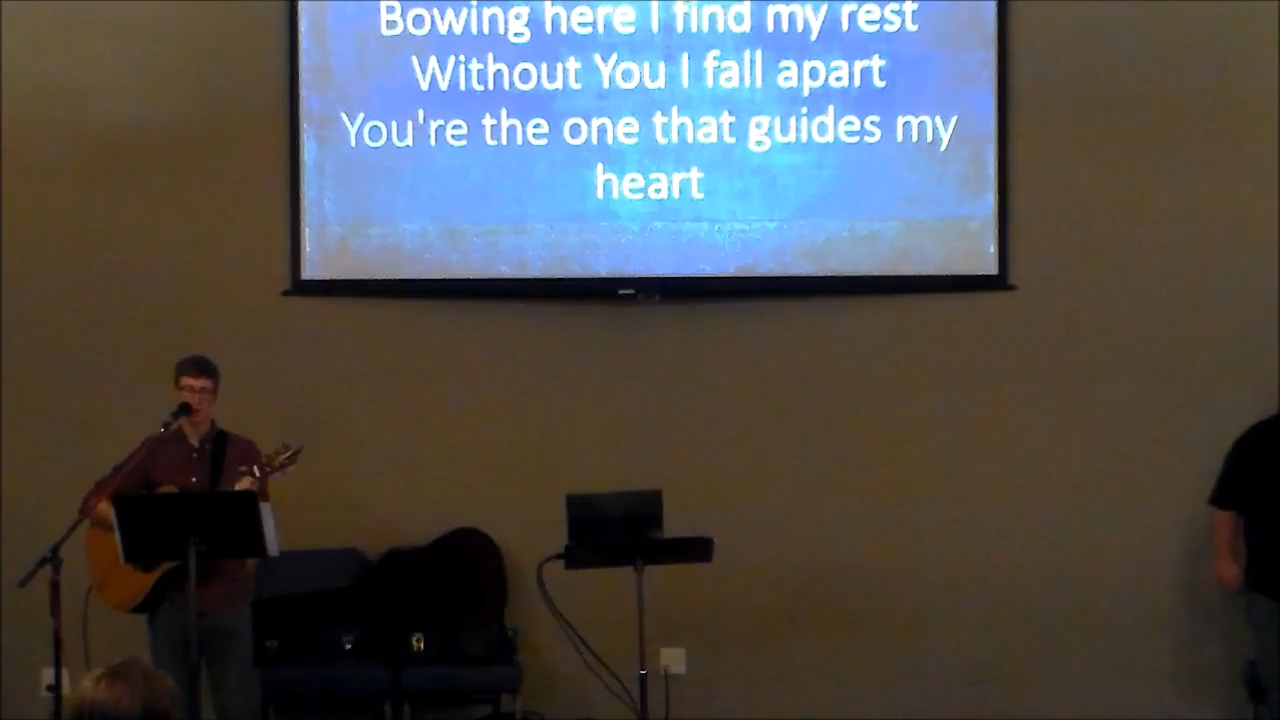 Bowing here I find my rest
Without You I fall apart
You're the one that guides my
heart